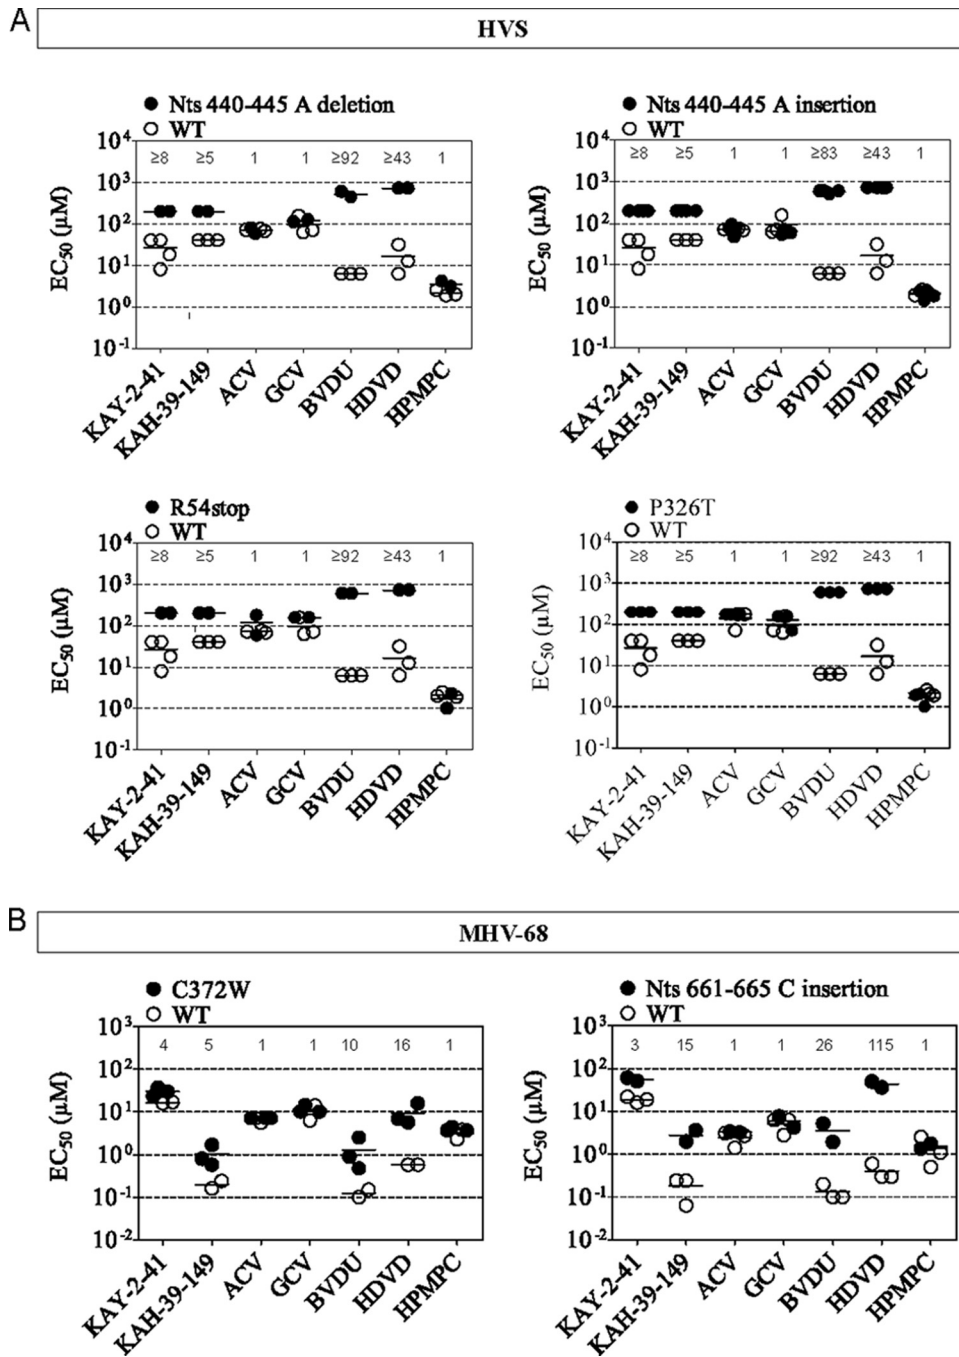 A
HVS
● Nts 440-445 A deletion
○ WT
≥8 ≥5 1 1 ≥92 ≥43 1
10⁴
10³
10²
10¹
10⁰
10⁻¹
EC₅₀ (µM)
KAY-2-41 KAH-39-149 ACV GCV BVDU HDVD HPMPC
● Nts 440-445 A insertion
○ WT
≥8 ≥5 1 1 ≥83 ≥43 1
10⁴
10³
10²
10¹
10⁰
10⁻¹
EC₅₀ (µM)
KAY-2-41 KAH-39-149 ACV GCV BVDU HDVD HPMPC
● R54stop
○ WT
≥8 ≥5 1 1 ≥92 ≥43 1
10⁴
10³
10²
10¹
10⁰
10⁻¹
EC₅₀ (µM)
KAY-2-41 KAH-39-149 ACV GCV BVDU HDVD HPMPC
● P326T
○ WT
≥8 ≥5 1 1 ≥92 ≥43 1
10⁴
10³
10²
10¹
10⁰
10⁻¹
EC₅₀ (µM)
KAY-2-41 KAH-39-149 ACV GCV BVDU HDVD HPMPC
B
MHV-68
● C372W
○ WT
4 5 1 1 10 16 1
10³
10²
10¹
10⁰
10⁻¹
10⁻²
EC₅₀ (µM)
KAY-2-41 KAH-39-149 ACV GCV BVDU HDVD HPMPC
● Nts 661-665 C insertion
○ WT
3 15 1 1 26 115 1
10³
10²
10¹
10⁰
10⁻¹
10⁻²
EC₅₀ (µM)
KAY-2-41 KAH-39-149 ACV GCV BVDU HDVD HPMPC